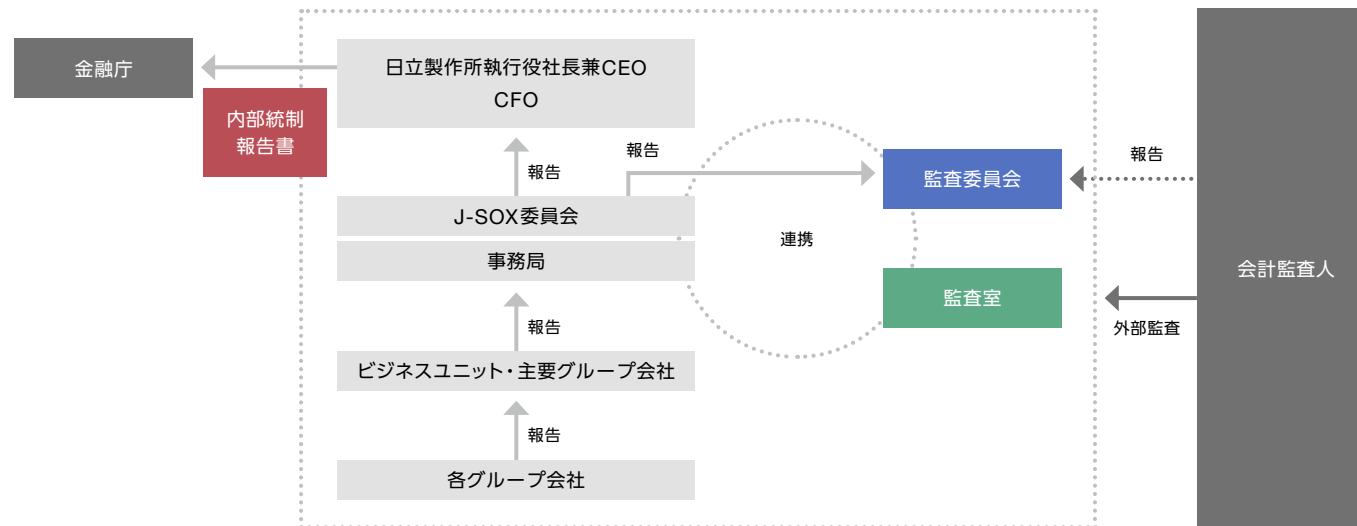 金融庁
内部統制
報告書
日立製作所執行役社長兼CEO
CFO
報告
報告
J-SOX委員会
事務局
報告
ビジネスユニット・主要グループ会社
報告
各グループ会社
連携
監査委員会
監査室
報告
外部監査
会計監査人